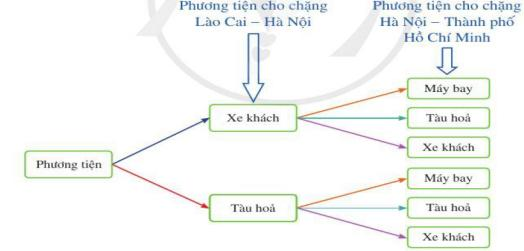 Phương tiện cho chặng
Lào Cai – Hà Nội
Phương tiện cho chặng
Hà Nội – Thành phố
Hồ Chí Minh
Máy bay
Xe khách
Tàu hoả
Xe khách
Phương tiện
Máy bay
Tàu hoả
Tàu hoả
Xe khách